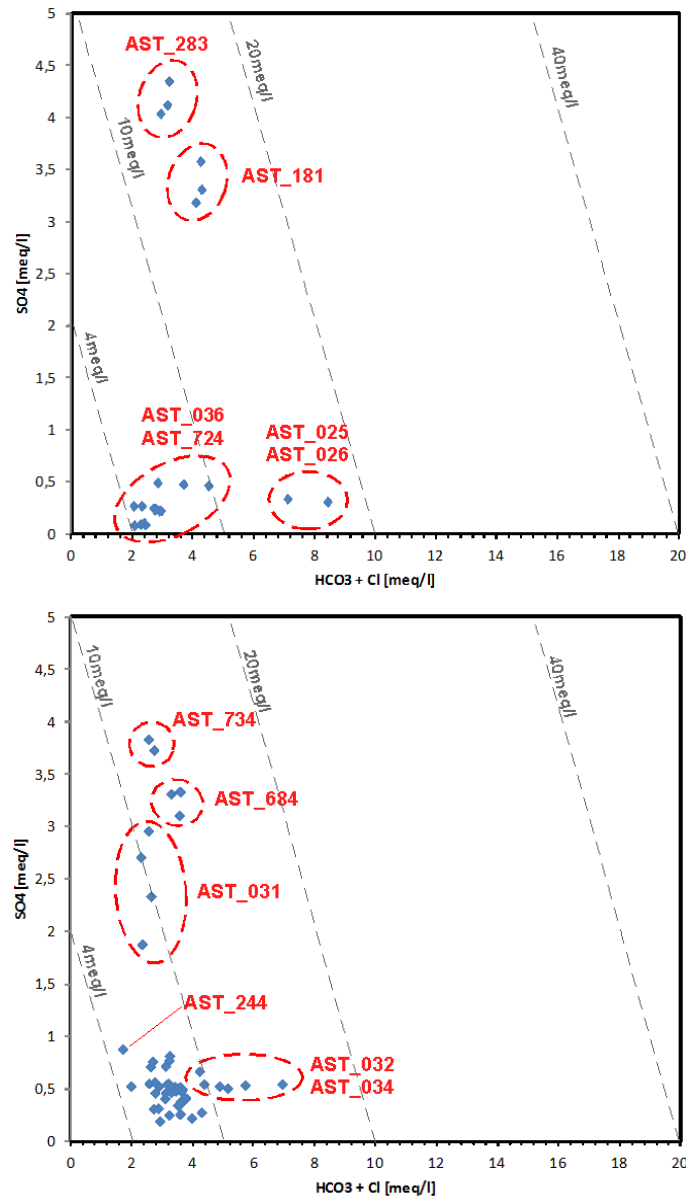 5
4,5
4
3,5
3
2,5
2
1,5
1
0,5
0
SO4 [meq/l]
AST_283
AST_181
AST_036
AST_724
AST_025
AST_026
4meq/l
10meq/l
20meq/l
40meq/l
0 2 4 6 8 10 12 14 16 18 20
HCO3 + Cl [meq/l]
5
4,5
4
3,5
3
2,5
2
1,5
1
0,5
0
SO4 [meq/l]
AST_734
AST_684
AST_031
AST_244
AST_032
AST_034
4meq/l
10meq/l
20meq/l
40meq/l
0 2 4 6 8 10 12 14 16 18 20
HCO3 + Cl [meq/l]